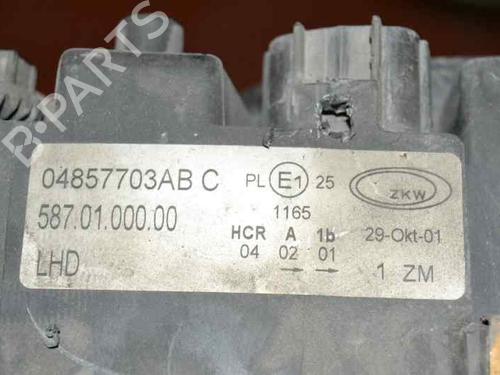 B-PARTS
04857703AB C PL E1 25 ZKW
587.01.000.00 1165
HCR A 1b 29-Okt-01
LHD 04 02 01 1 ZM
→ →